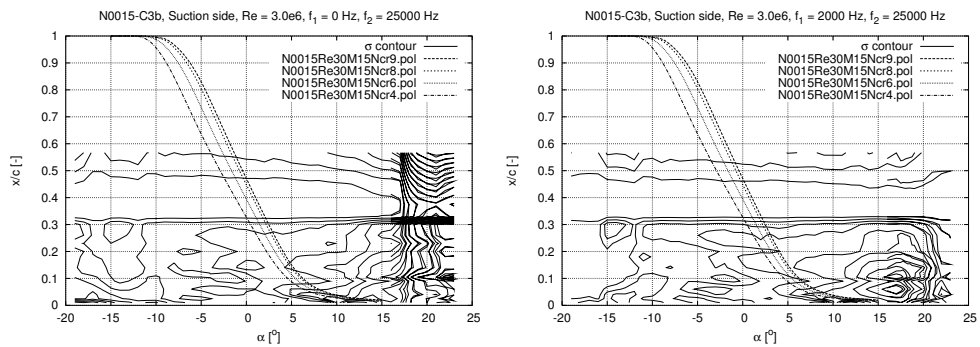 N0015-C3b, Suction side, Re = 3.0e6, f1 = 0 Hz, f2 = 25000 Hz
σ contour
N0015Re30M15Ncr9.pol
N0015Re30M15Ncr8.pol
N0015Re30M15Ncr6.pol
N0015Re30M15Ncr4.pol
x/c [-]
1
0.9
0.8
0.7
0.6
0.5
0.4
0.3
0.2
0.1
0
-20 -15 -10 -5 0 5 10 15 20 25
α [°]
N0015-C3b, Suction side, Re = 3.0e6, f1 = 2000 Hz, f2 = 25000 Hz
σ contour
N0015Re30M15Ncr9.pol
N0015Re30M15Ncr8.pol
N0015Re30M15Ncr6.pol
N0015Re30M15Ncr4.pol
x/c [-]
1
0.9
0.8
0.7
0.6
0.5
0.4
0.3
0.2
0.1
0
-20 -15 -10 -5 0 5 10 15 20 25
α [°]